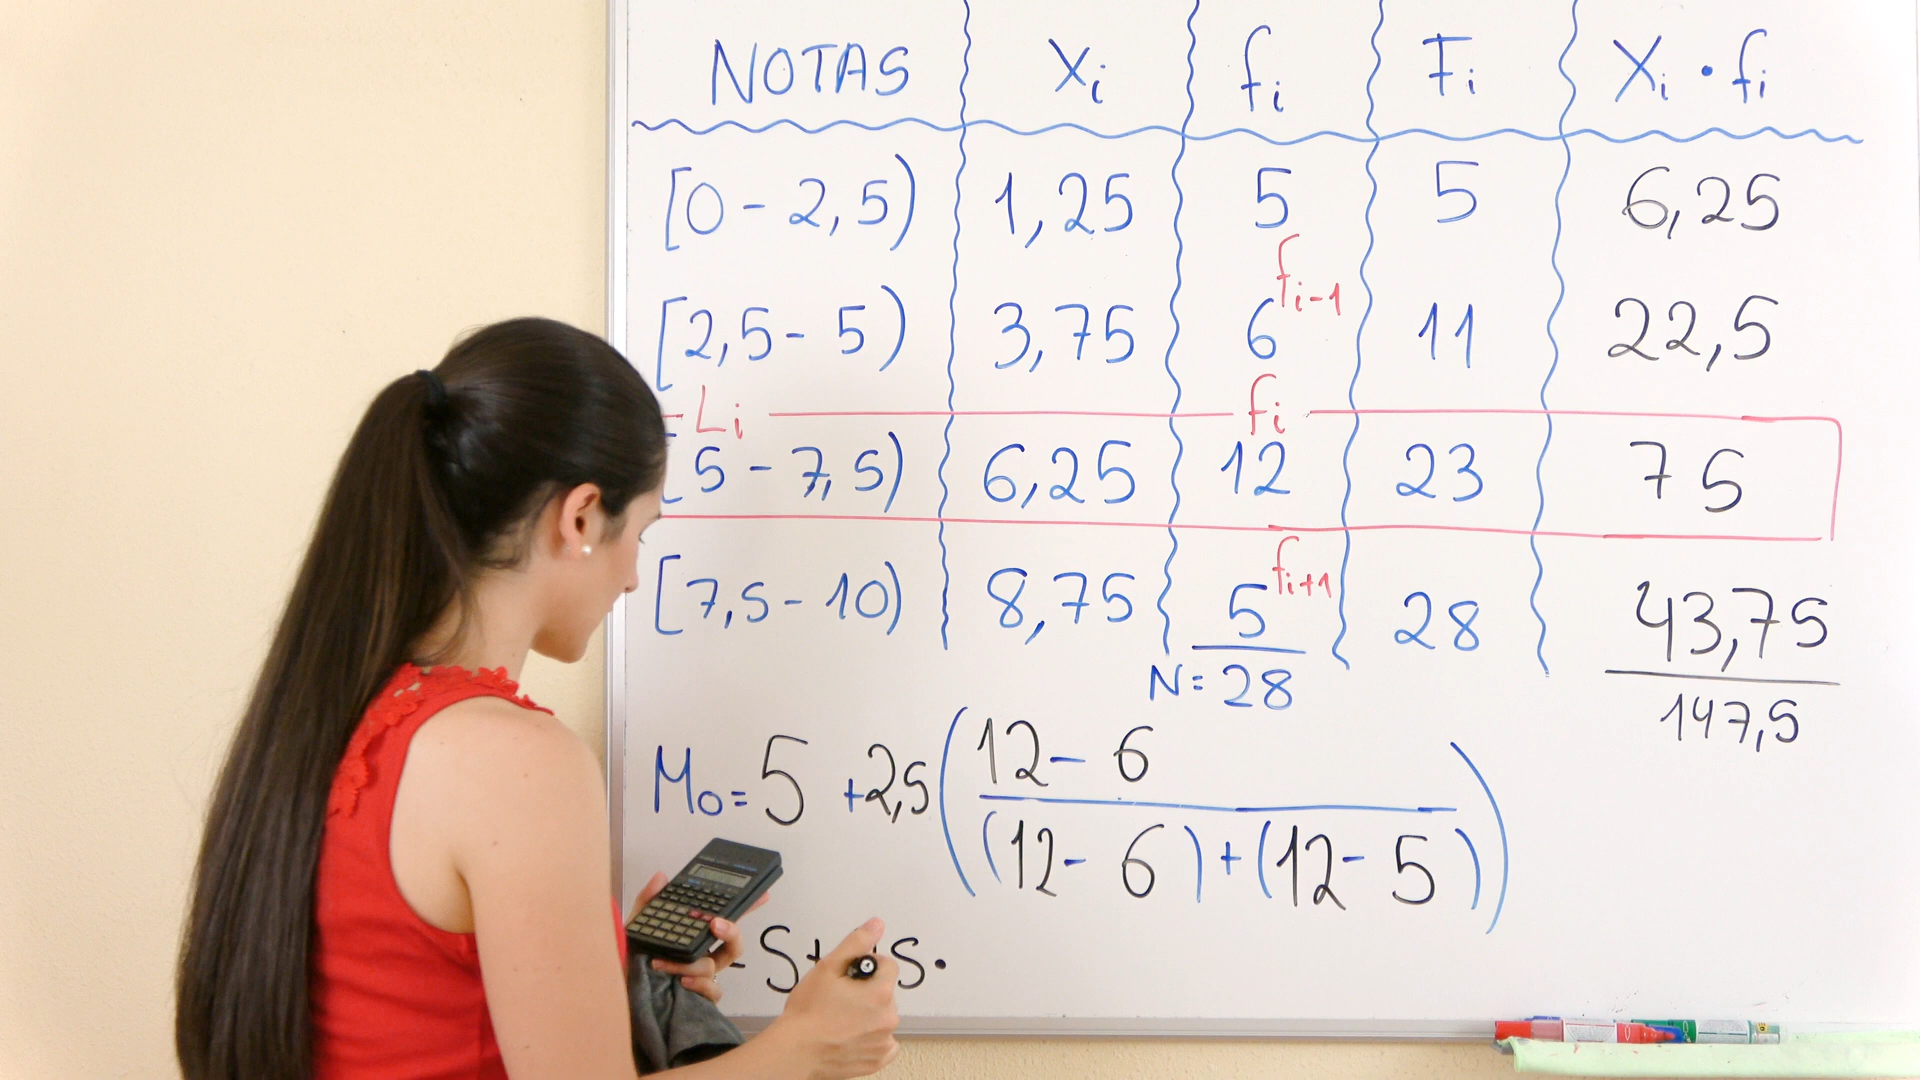 NOTAS Xi fi Fi Xi · fi
[0 - 2,5) 1,25 5 5 6,25
fi-1
[2,5 - 5) 3,75 6 11 22,5
Li fi
[5 - 7,5) 6,25 12 23 75
fi+1
[7,5 - 10) 8,75 5 28 43,75
N = 28 147,5
12 - 6
Mo = 5 + 2,5 ( )
(12 - 6) + (12 - 5)